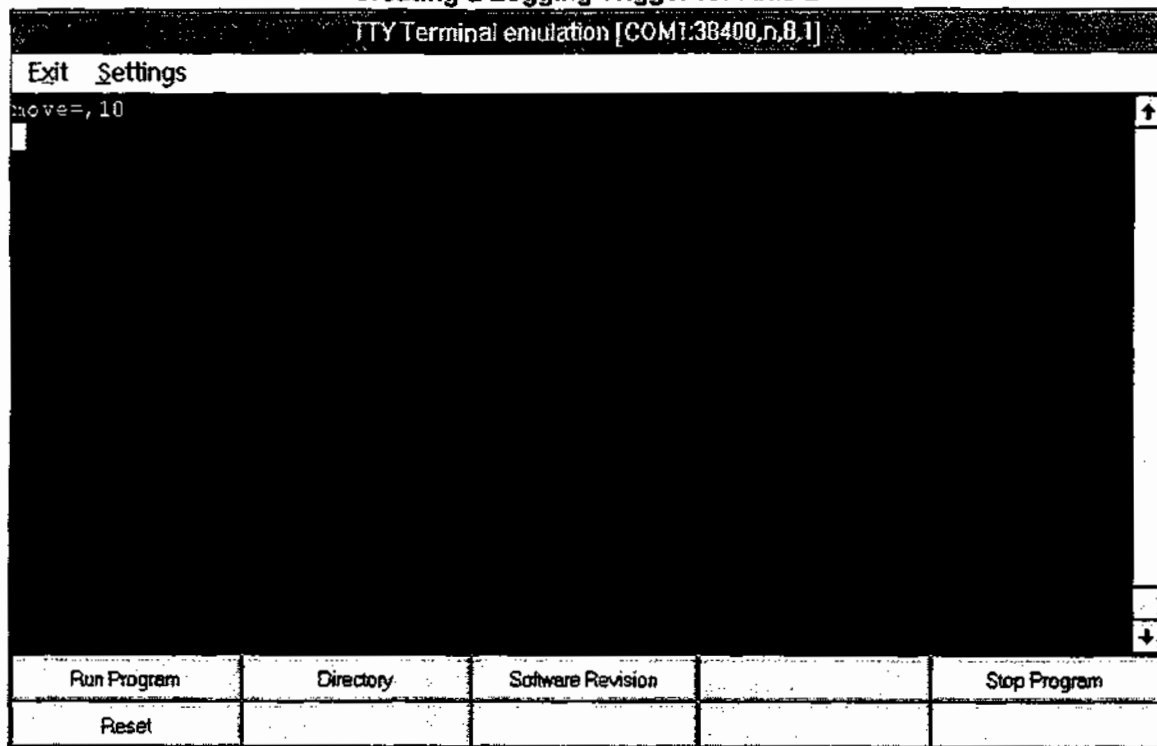 TTY Terminal emulation [COM1:38400,n,8,1]
Exit Settings
move=,10
Run Program Directory Software Revision Stop Program
Reset